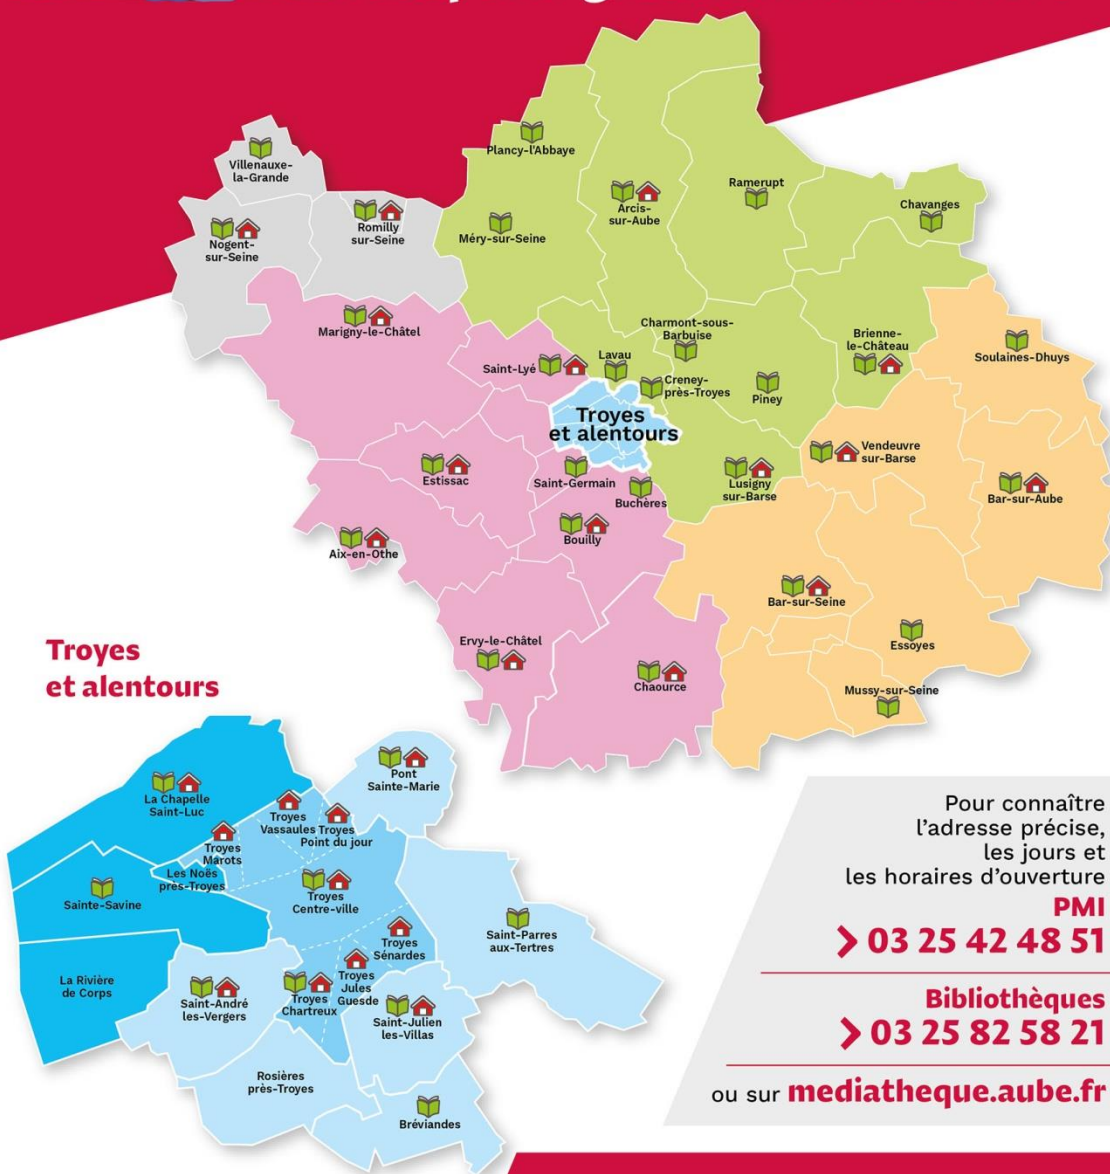 Villenauxe-
la-Grande
Nogent-
sur-Seine
Romilly
sur-Seine
Plancy-l'Abbaye
Méry-sur-Seine
Arcis-
sur-Aube
Ramerupt
Chavanges
Marigny-le-Châtel
Saint-Lyé
Lavau
Charmont-sous-
Barbuise
Creney-
près-Troyes
Piney
Brienne-
le-Château
Soulaines-Dhuys
Troyes
et alentours
Estissac
Saint-Germain
Buchères
Lusigny
sur-Barse
Vendeuvre
sur-Barse
Bar-sur-Aube
Aix-en-Othe
Bouilly
Bar-sur-Seine
Essoyes
Ervy-le-Châtel
Chaource
Mussy-sur-Seine
Troyes
et alentours
Pont
Sainte-Marie
La Chapelle
Saint-Luc
Troyes
Vassaules
Troyes
Point du jour
Troyes
Marots
Les Noës
près-Troyes
Sainte-Savine
Troyes
Centre-ville
Troyes
Sénardes
Saint-Parres
aux-Tertres
La Rivière
de Corps
Saint-André
les-Vergers
Troyes
Chartreux
Troyes
Jules
Guesde
Saint-Julien
les-Villas
Rosières
près-Troyes
Bréviandes
Pour connaître
l'adresse précise,
les jours et
les horaires d'ouverture
PMI
> 03 25 42 48 51
Bibliothèques
> 03 25 82 58 21
ou sur mediatheque.aube.fr